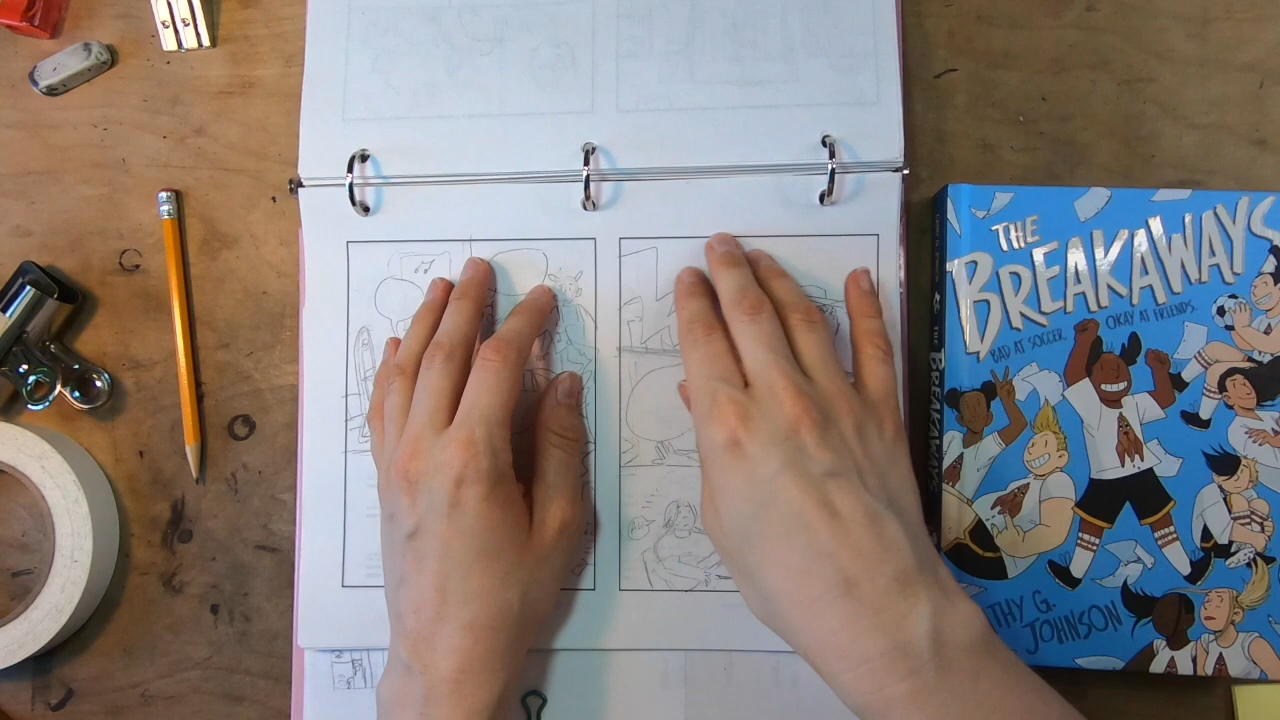 THE
BREAKAWAYS
BAD AT SOCCER. OKAY AT FRIENDS.
THY G.
JOHNSON
THE BREAKAWAYS